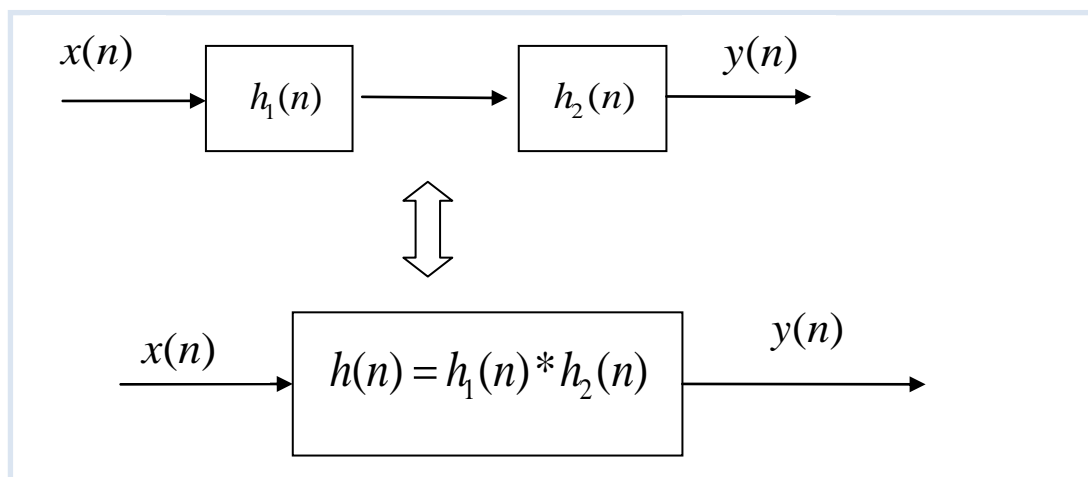 x(n)
h₁(n)
h₂(n)
y(n)
x(n)
h(n) = h₁(n) * h₂(n)
y(n)